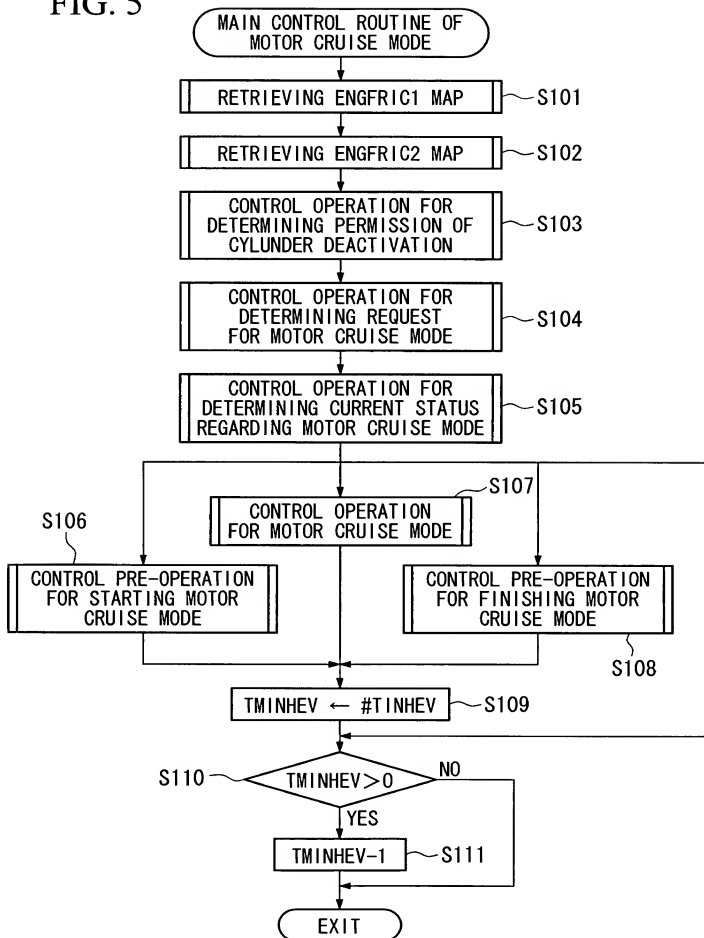 FIG. 5
MAIN CONTROL ROUTINE OF
MOTOR CRUISE MODE
RETRIEVING ENGFRIC1 MAP
S101
RETRIEVING ENGFRIC2 MAP
S102
CONTROL OPERATION FOR
DETERMINING PERMISSION OF
CYLUNDER DEACTIVATION
S103
CONTROL OPERATION FOR
DETERMINING REQUEST
FOR MOTOR CRUISE MODE
S104
CONTROL OPERATION FOR
DETERMINING CURRENT STATUS
REGARDING MOTOR CRUISE MODE
S105
S106
CONTROL PRE-OPERATION
FOR STARTING MOTOR
CRUISE MODE
S107
CONTROL OPERATION
FOR MOTOR CRUISE MODE
CONTROL PRE-OPERATION
FOR FINISHING MOTOR
CRUISE MODE
S108
TMINHEV ← #TINHEV
S109
S110
TMINHEV>0
NO
YES
TMINHEV-1
S111
EXIT